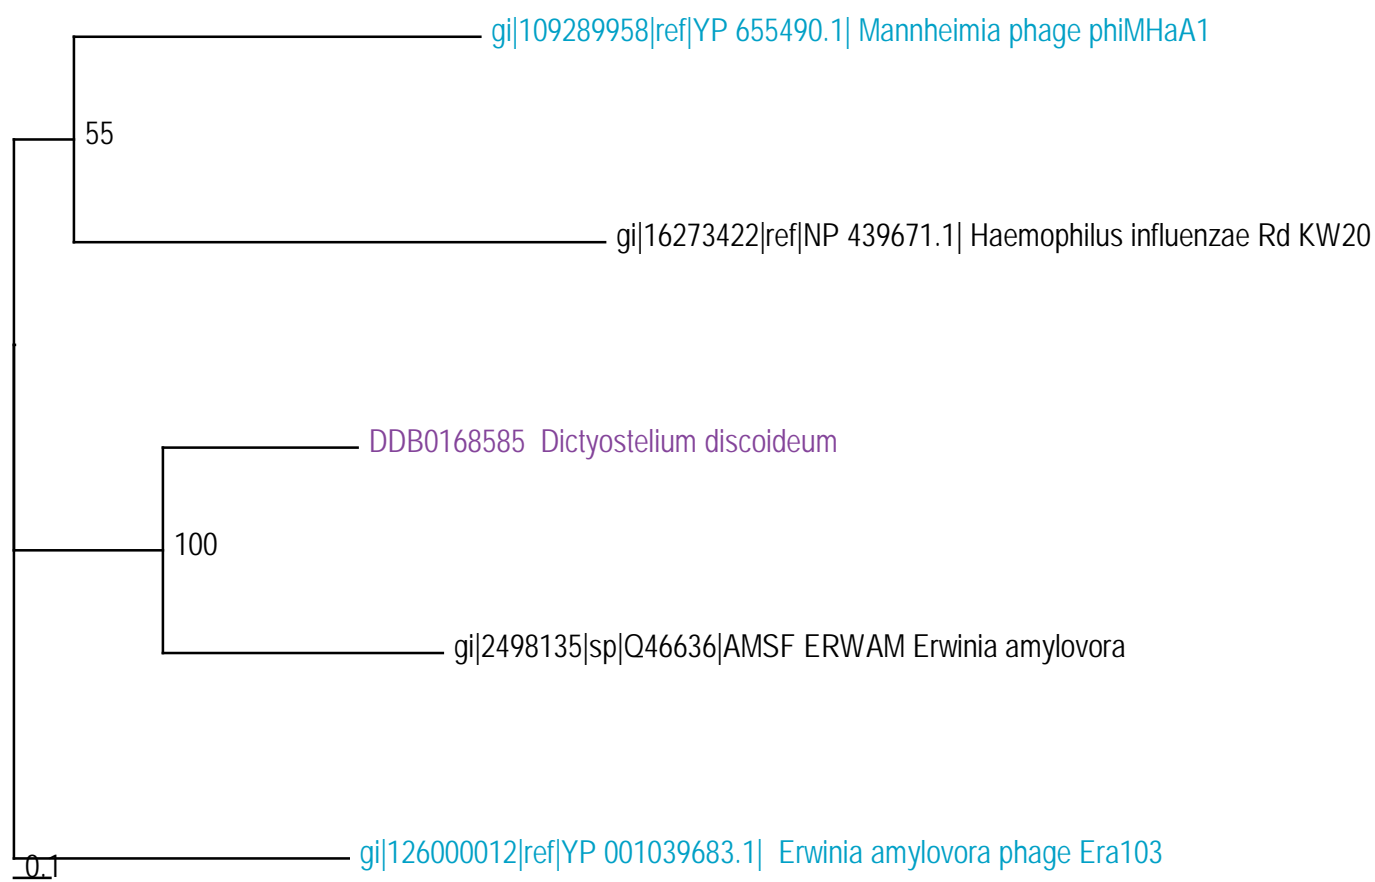 gi|109289958|ref|YP 655490.1| Mannheimia phage phiMHaA1
55
gi|16273422|ref|NP 439671.1| Haemophilus influenzae Rd KW20
DDB0168585 Dictyostelium discoideum
100
gi|2498135|sp|Q46636|AMSF ERWAM Erwinia amylovora
gi|126000012|ref|YP 001039683.1| Erwinia amylovora phage Era103
0.1